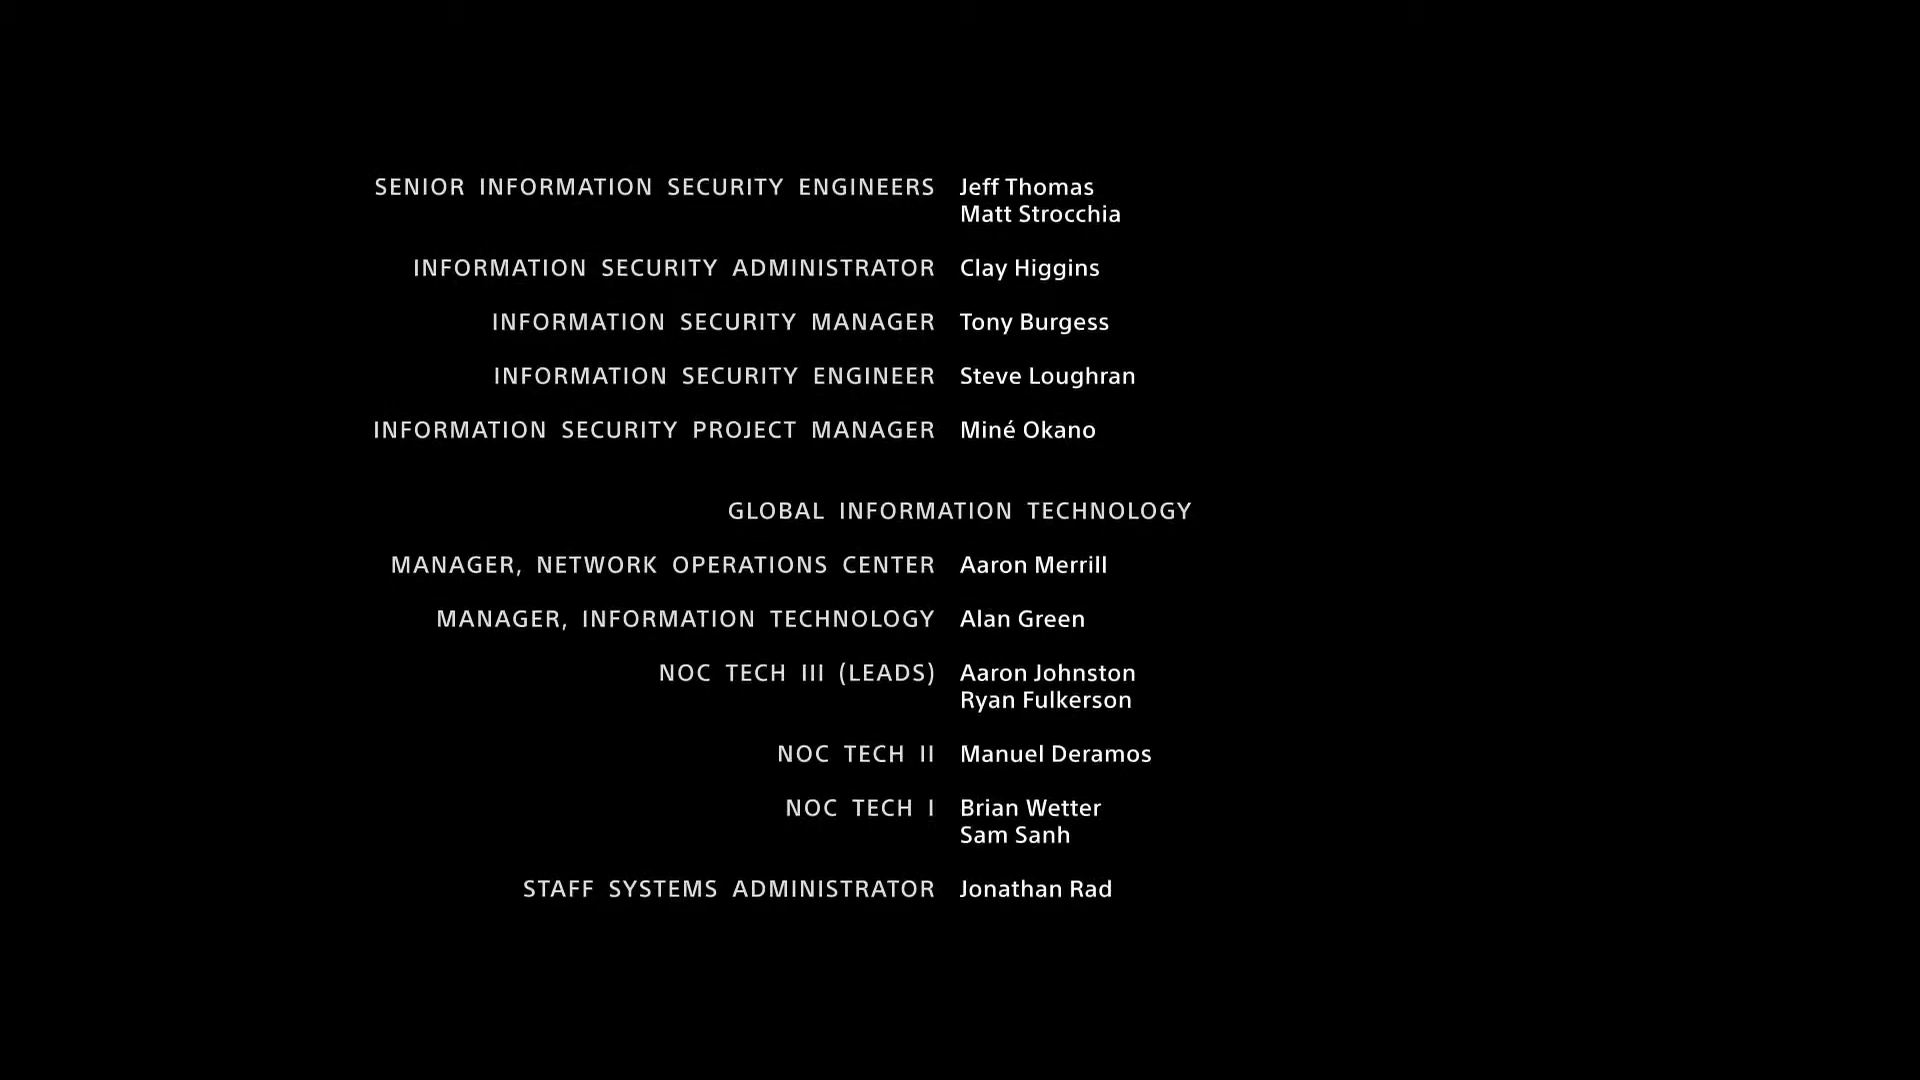 SENIOR INFORMATION SECURITY ENGINEERS Jeff Thomas
Matt Strocchia
INFORMATION SECURITY ADMINISTRATOR Clay Higgins
INFORMATION SECURITY MANAGER Tony Burgess
INFORMATION SECURITY ENGINEER Steve Loughran
INFORMATION SECURITY PROJECT MANAGER Miné Okano
GLOBAL INFORMATION TECHNOLOGY
MANAGER, NETWORK OPERATIONS CENTER Aaron Merrill
MANAGER, INFORMATION TECHNOLOGY Alan Green
NOC TECH III (LEADS) Aaron Johnston
Ryan Fulkerson
NOC TECH II Manuel Deramos
NOC TECH I Brian Wetter
Sam Sanh
STAFF SYSTEMS ADMINISTRATOR Jonathan Rad